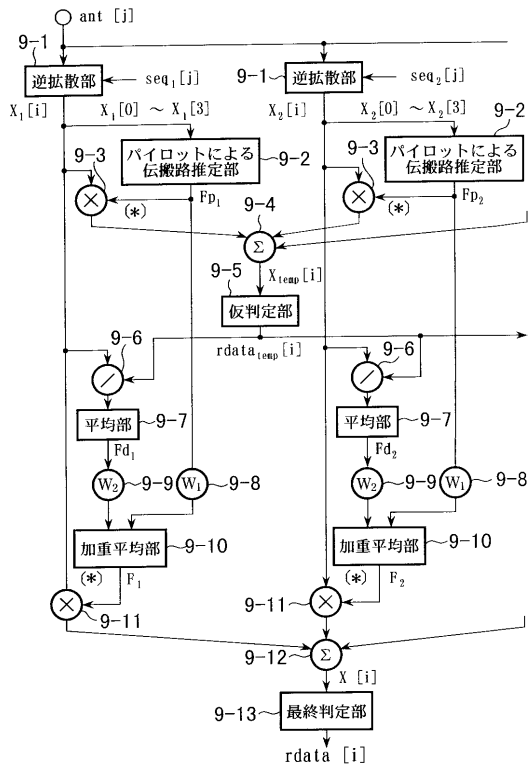 ant [j]
9-1
逆拡散部
seq₁[j]
9-1
逆拡散部
seq₂[j]
X₁[i]
X₁[0] ～ X₁[3]
X₂[i]
X₂[0] ～ X₂[3]
9-2
9-3
パイロットによる
伝搬路推定部
9-2
9-3
パイロットによる
伝搬路推定部
×
(*)
Fp₁
9-4
×
(*)
Fp₂
Σ
9-5
Xtemp[i]
仮判定部
9-6
rdatatemp[i]
9-6
／
／
平均部
9-7
平均部
9-7
Fd₁
Fd₂
W₂
9-9
W₁
9-8
W₂
9-9
W₁
9-8
加重平均部
9-10
加重平均部
9-10
(*)
F₁
(*)
F₂
×
9-11
9-11
×
9-12
Σ
X [i]
9-13
最終判定部
rdata [i]